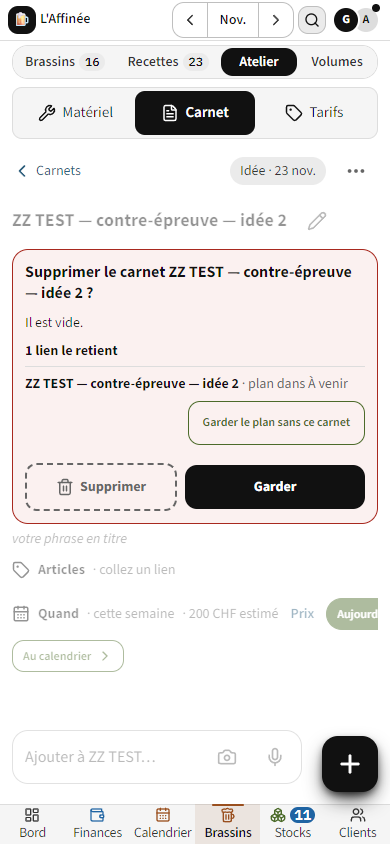 L'Affinée
Nov.
G
A
Brassins 16
Recettes 23
Atelier
Volumes
Matériel
Carnet
Tarifs
Carnets
Idée · 23 nov.
ZZ TEST — contre-épreuve — idée 2
Supprimer le carnet ZZ TEST — contre-épreuve
— idée 2 ?
Il est vide.
1 lien le retient
ZZ TEST — contre-épreuve — idée 2 · plan dans À venir
Garder le plan sans ce carnet
Supprimer
Garder
votre phrase en titre
Articles · collez un lien
Quand · cette semaine · 200 CHF estimé Prix Aujourd
Au calendrier
Ajouter à ZZ TEST…
Bord
Finances
Calendrier
Brassins
Stocks 11
Clients